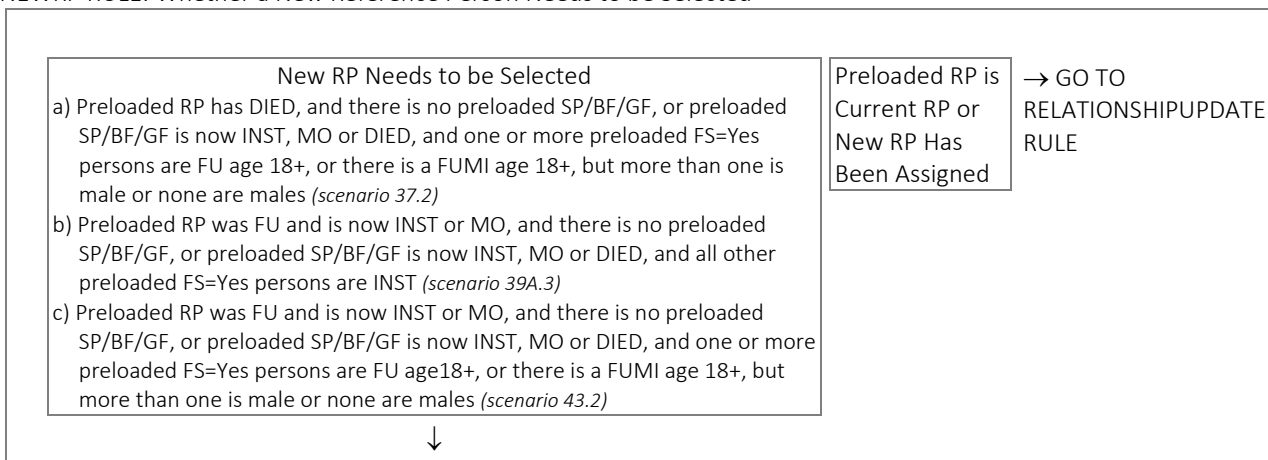 NEWRP RULE: Whether a New Reference Person Needs to be Selected
New RP Needs to be Selected
a) Preloaded RP has DIED, and there is no preloaded SP/BF/GF, or preloaded
SP/BF/GF is now INST, MO or DIED, and one or more preloaded FS=Yes
persons are FU age 18+, or there is a FUMI age 18+, but more than one is
male or none are males (scenario 37.2)
b) Preloaded RP was FU and is now INST or MO, and there is no preloaded
SP/BF/GF, or preloaded SP/BF/GF is now INST, MO or DIED, and all other
preloaded FS=Yes persons are INST (scenario 39A.3)
c) Preloaded RP was FU and is now INST or MO, and there is no preloaded
SP/BF/GF, or preloaded SP/BF/GF is now INST, MO or DIED, and one or more
preloaded FS=Yes persons are FU age18+, or there is a FUMI age 18+, but
more than one is male or none are males (scenario 43.2)
↓
Preloaded RP is
Current RP or
New RP Has
Been Assigned
→ GO TO
RELATIONSHIPUPDATE
RULE